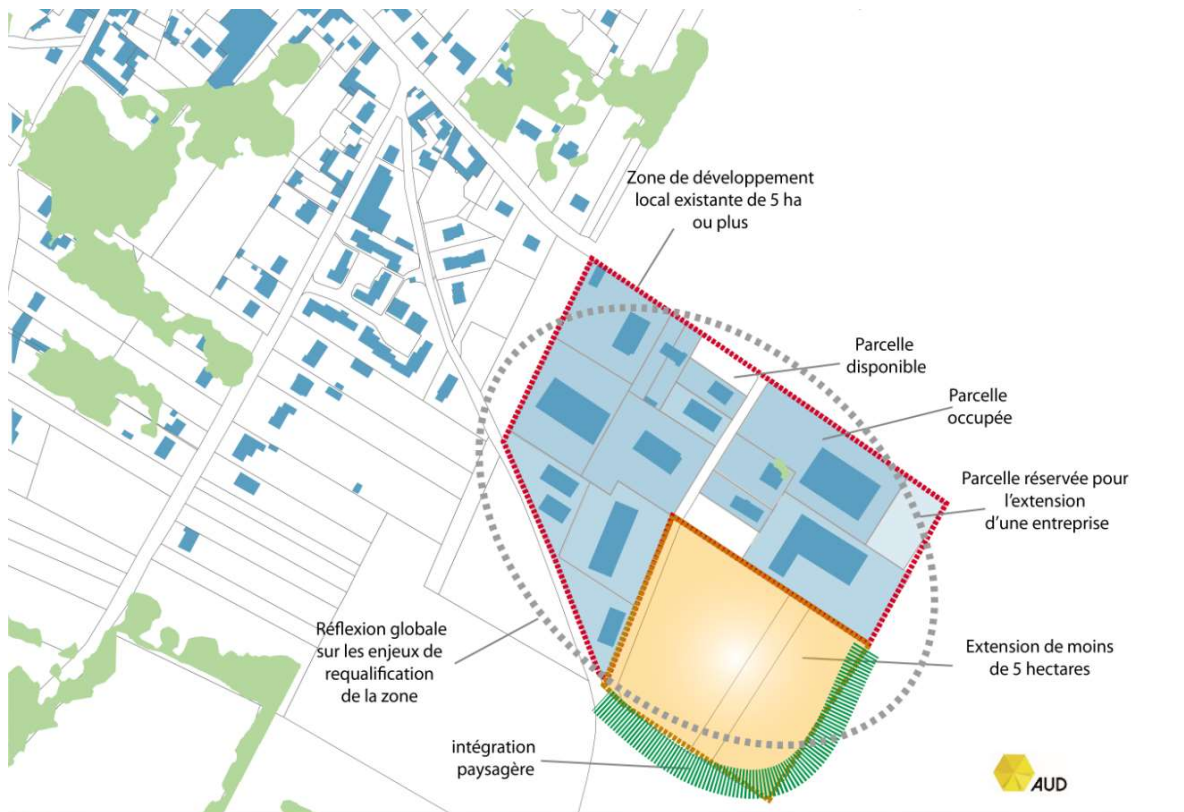 Zone de développement
local existante de 5 ha
ou plus
Parcelle
disponible
Parcelle
occupée
Parcelle réservée pour
l'extension
d'une entreprise
Réflexion globale
sur les enjeux de
requalification
de la zone
Extension de moins
de 5 hectares
intégration
paysagère
AUD